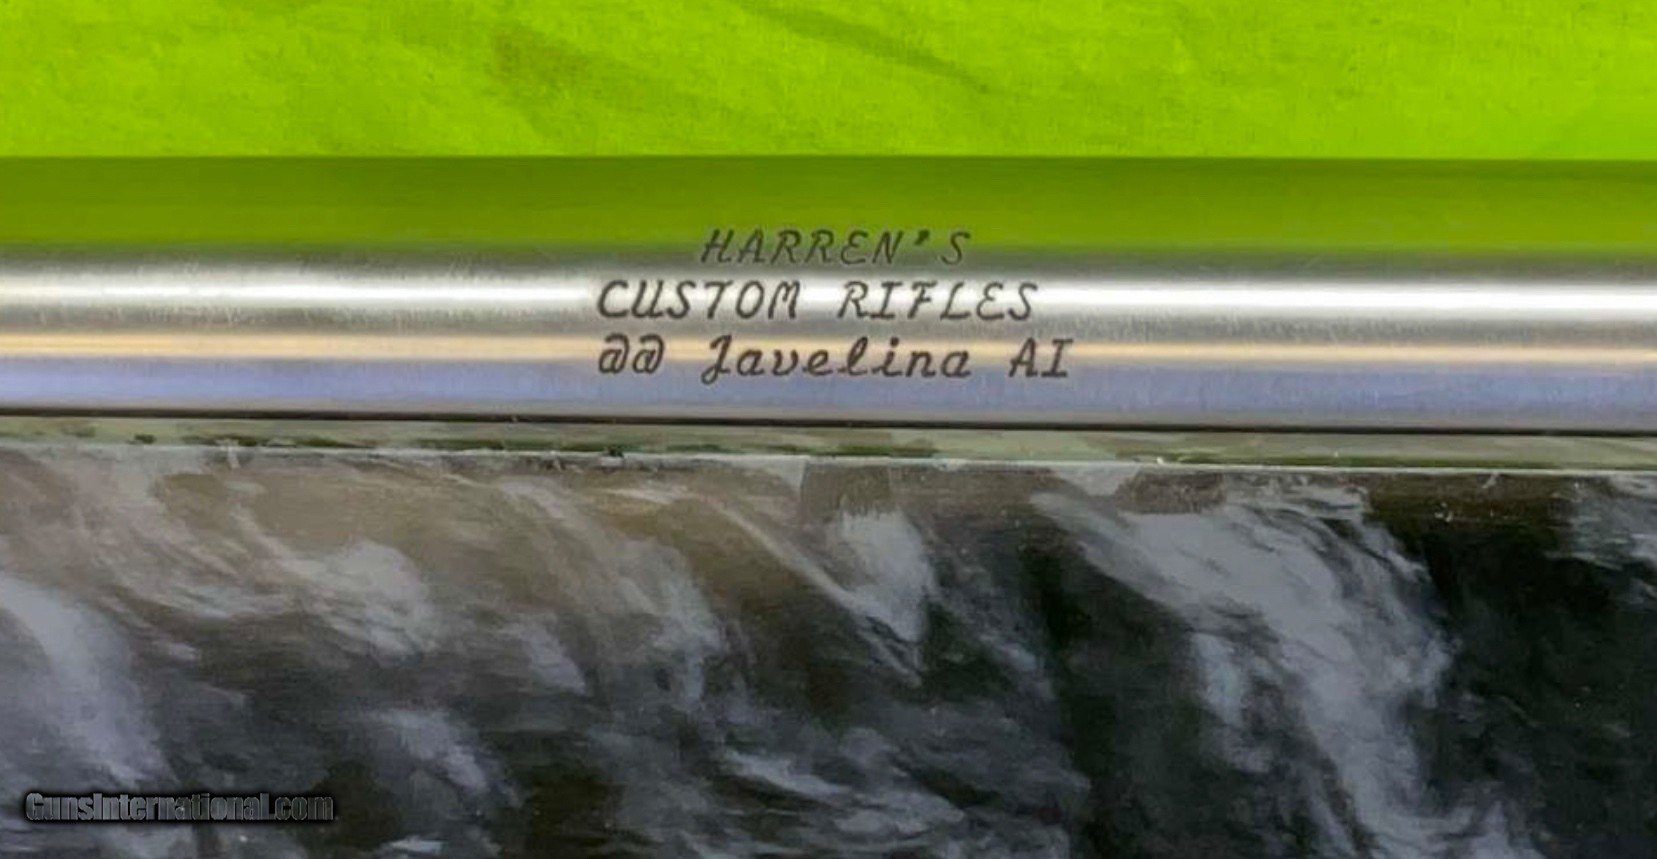 HARREN'S
CUSTOM RIFLES
@@ Javelina AI
GunsInternational.com